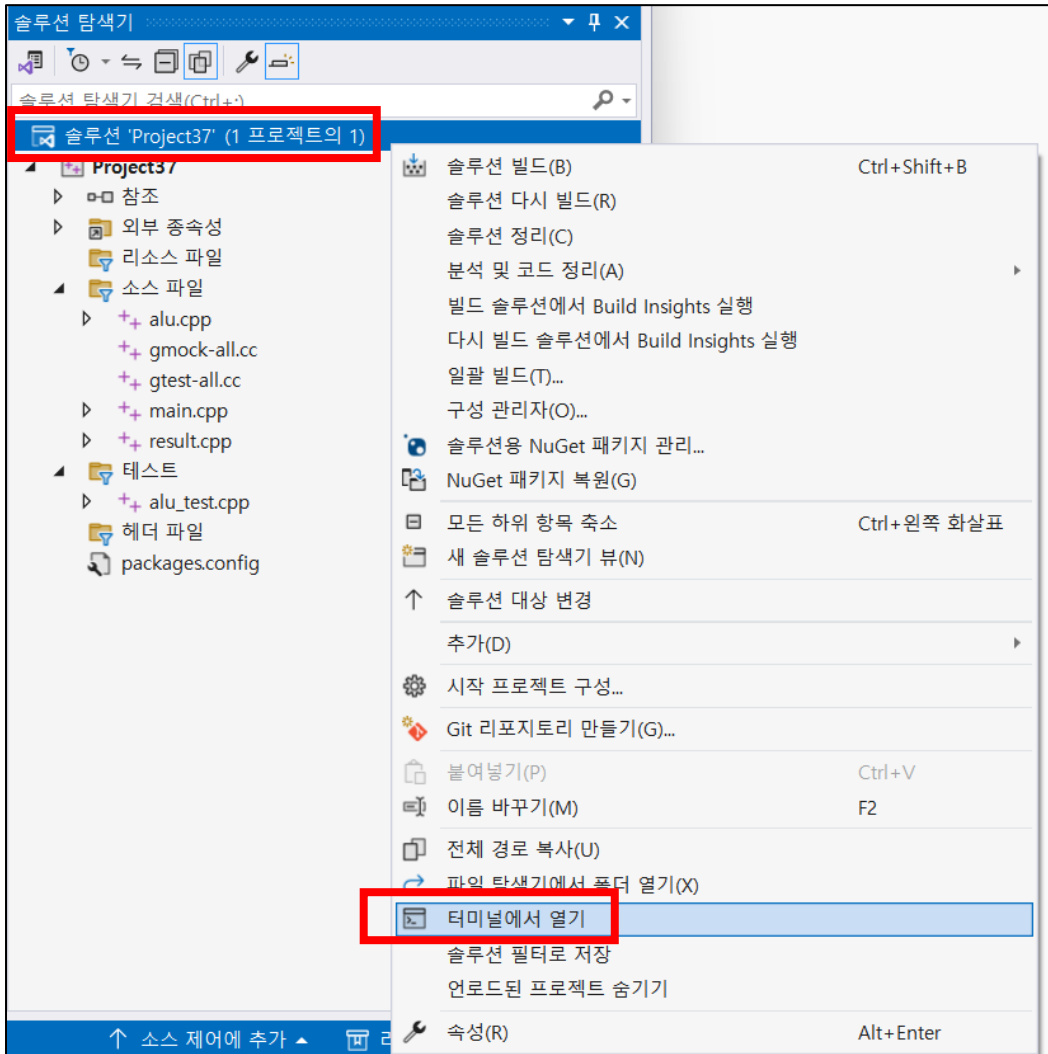 솔루션 탐색기
솔루션 탐색기 검색(Ctrl+;)
솔루션 'Project37' (1 프로젝트의 1)
Project37
참조
외부 종속성
리소스 파일
소스 파일
alu.cpp
gmock-all.cc
gtest-all.cc
main.cpp
result.cpp
테스트
alu_test.cpp
헤더 파일
packages.config
솔루션 빌드(B) Ctrl+Shift+B
솔루션 다시 빌드(R)
솔루션 정리(C)
분석 및 코드 정리(A)
빌드 솔루션에서 Build Insights 실행
다시 빌드 솔루션에서 Build Insights 실행
일괄 빌드(T)...
구성 관리자(O)...
솔루션용 NuGet 패키지 관리...
NuGet 패키지 복원(G)
모든 하위 항목 축소 Ctrl+왼쪽 화살표
새 솔루션 탐색기 뷰(N)
솔루션 대상 변경
추가(D)
시작 프로젝트 구성...
Git 리포지토리 만들기(G)...
붙여넣기(P) Ctrl+V
이름 바꾸기(M) F2
전체 경로 복사(U)
파일 탐색기에서 폴더 열기(X)
터미널에서 열기
솔루션 필터로 저장
언로드된 프로젝트 숨기기
속성(R) Alt+Enter
소스 제어에 추가